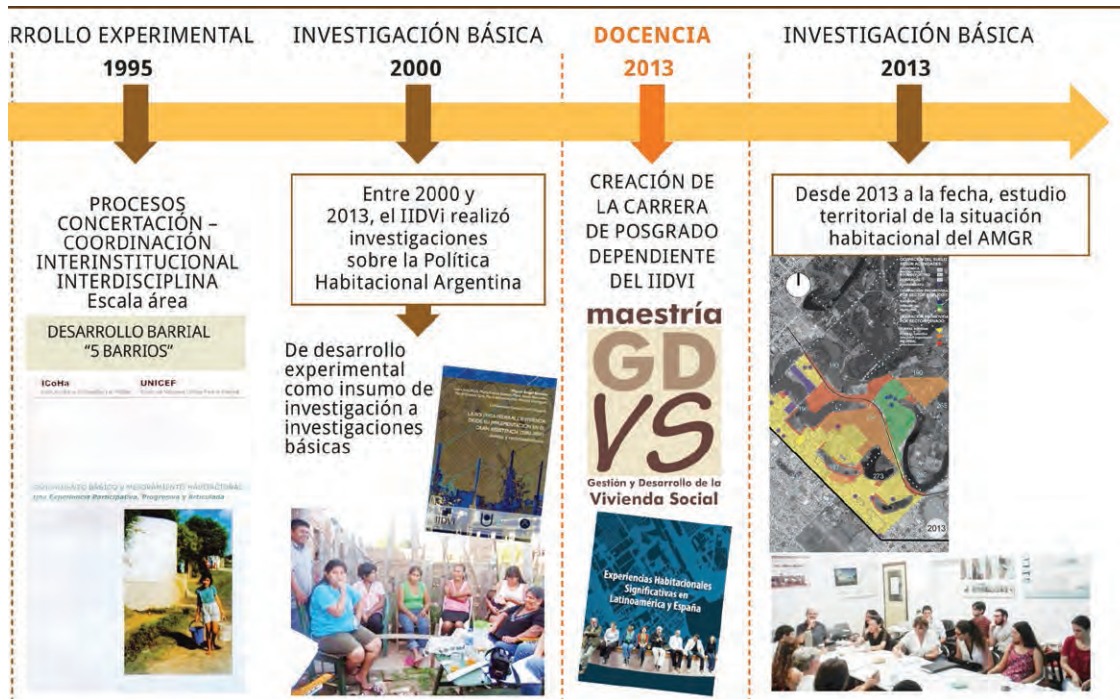 RROLLO EXPERIMENTAL
1995
PROCESOS
CONCERTACIÓN –
COORDINACIÓN
INTERINSTITUCIONAL
INTERDISCIPLINA
Escala área
DESARROLLO BARRIAL
“5 BARRIOS”
ICoHa
UNICEF
INVESTIGACIÓN BÁSICA
2000
Entre 2000 y
2013, el IIDVi realizó
investigaciones
sobre la Política
Habitacional Argentina
De desarrollo
experimental
como insumo de
investigación a
investigaciones
básicas
IIDVI
DOCENCIA
2013
CREACIÓN DE
LA CARRERA
DE POSGRADO
DEPENDIENTE
DEL IIDVI
maestría
GD
VS
Gestión y Desarrollo de la
Vivienda Social
Experiencias Habitacionales
Significativas en
Latinoamérica y España
INVESTIGACIÓN BÁSICA
2013
Desde 2013 a la fecha, estudio
territorial de la situación
habitacional del AMGR
2013